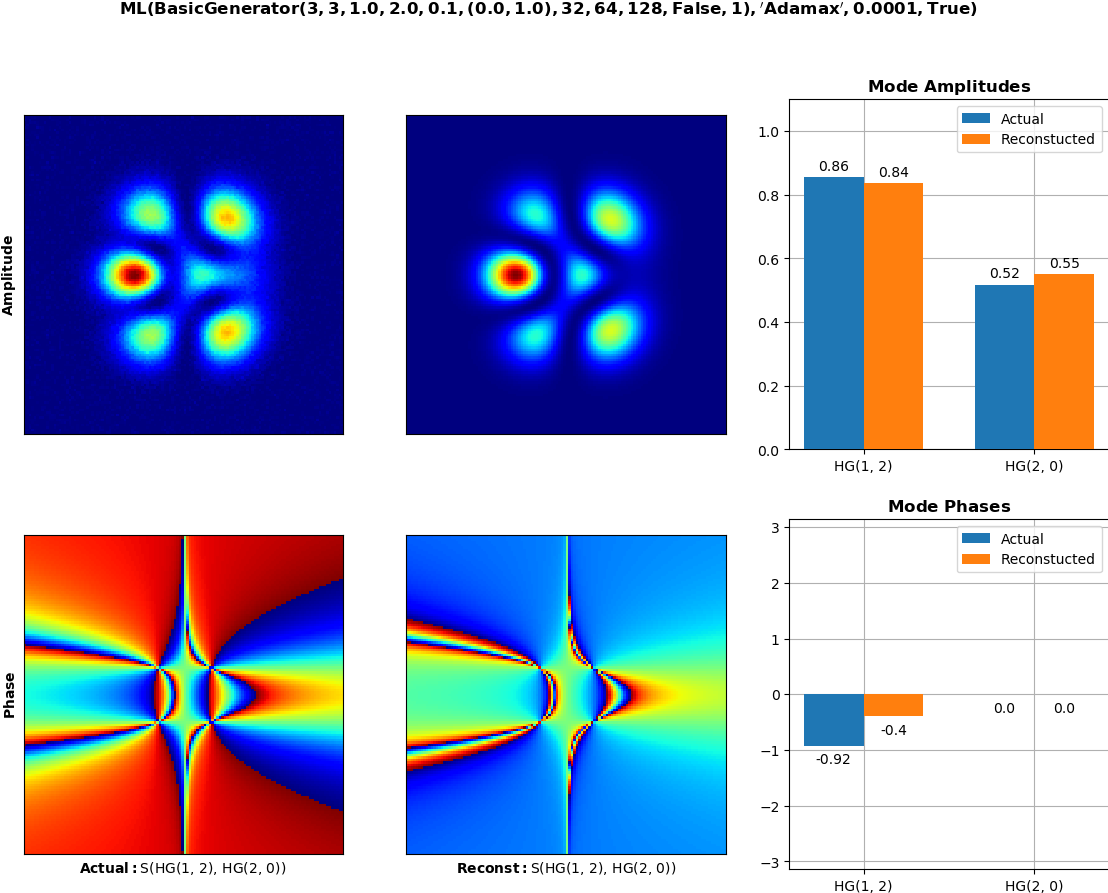 ML(BasicGenerator(3, 3, 1.0, 2.0, 0.1, (0.0, 1.0), 32, 64, 128, False, 1), 'Adamax', 0.0001, True)
Amplitude
Mode Amplitudes
Actual
Reconstucted
1.0
0.8
0.6
0.4
0.2
0.0
0.86
0.84
0.52
0.55
HG(1, 2)
HG(2, 0)
Phase
Actual: S(HG(1, 2), HG(2, 0))
Reconst: S(HG(1, 2), HG(2, 0))
Mode Phases
Actual
Reconstucted
3
2
1
0
−1
−2
−3
-0.92
-0.4
0.0
0.0
HG(1, 2)
HG(2, 0)